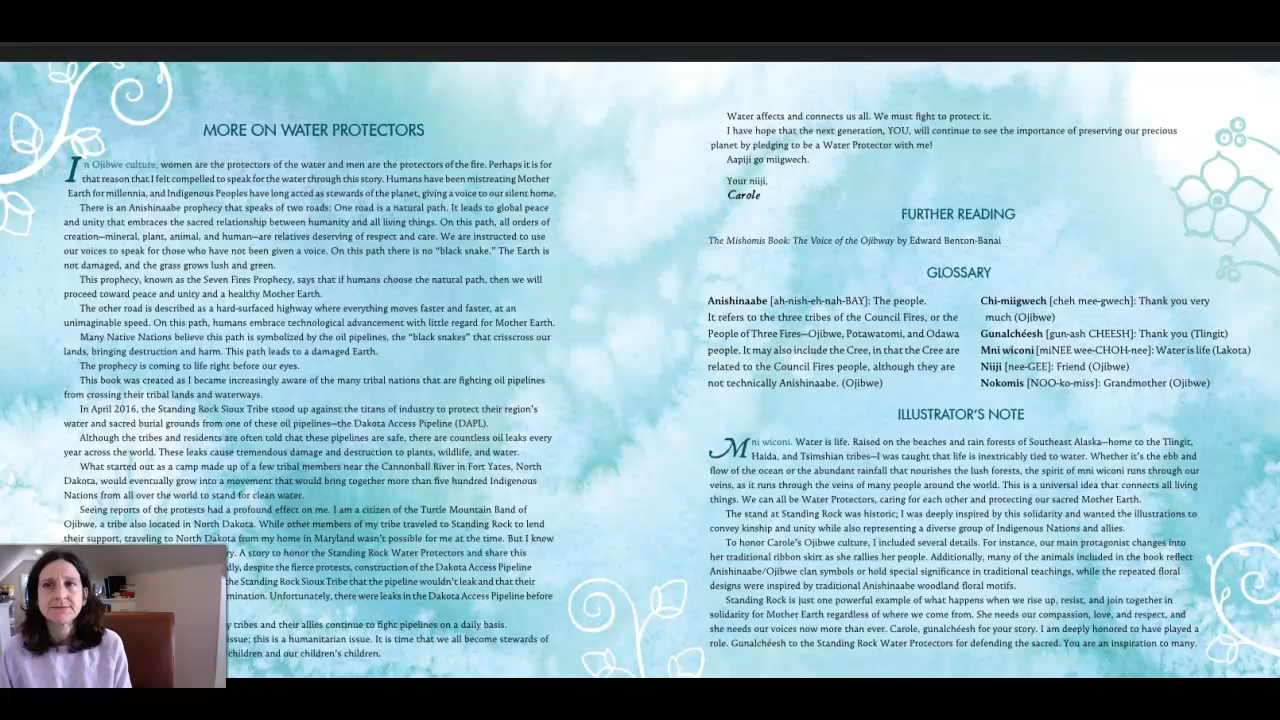 MORE ON WATER PROTECTORS
In Ojibwe culture, women are the protectors of the water and men are the protectors of the fire. Perhaps it is for
that reason that I felt compelled to speak for the water through this story. Humans have been mistreating Mother
Earth for millennia, and Indigenous Peoples have long acted as stewards of the planet, giving a voice to our silent home.
There is an Anishinaabe prophecy that speaks of two roads: One road is a natural path. It leads to global peace
and unity that embraces the sacred relationship between humanity and all living things. On this path, all orders of
creation—mineral, plant, animal, and human—are relatives deserving of respect and care. We are instructed to use
our voices to speak for those who have not been given a voice. On this path there is no “black snake.” The Earth is
not damaged, and the grass grows lush and green.
This prophecy, known as the Seven Fires Prophecy, says that if humans choose the natural path, then we will
proceed toward peace and unity and a healthy Mother Earth.
The other road is described as a hard-surfaced highway where everything moves faster and faster, at an
unimaginable speed. On this path, humans embrace technological advancement with little regard for Mother Earth.
Many Native Nations believe this path is symbolized by the oil pipelines, the “black snakes” that crisscross our
lands, bringing destruction and harm. This path leads to a damaged Earth.
The prophecy is coming to life right before our eyes.
This book was created as I became increasingly aware of the many tribal nations that are fighting oil pipelines
from crossing their tribal lands and waterways.
In April 2016, the Standing Rock Sioux Tribe stood up against the titans of industry to protect their region’s
water and sacred burial grounds from one of these oil pipelines—the Dakota Access Pipeline (DAPL).
Although the tribes and residents are often told that these pipelines are safe, there are countless oil leaks every
year across the world. These leaks cause tremendous damage and destruction to plants, wildlife, and water.
What started out as a camp made up of a few tribal members near the Cannonball River in Fort Yates, North
Dakota, would eventually grow into a movement that would bring together more than five hundred Indigenous
Nations from all over the world to stand for clean water.
Seeing reports of the protests had a profound effect on me. I am a citizen of the Turtle Mountain Band of
Ojibwe, a tribe also located in North Dakota. While other members of my tribe traveled to Standing Rock to lend
their support, traveling to North Dakota from my home in Maryland wasn’t possible for me at the time. But I knew
ry. A story to honor the Standing Rock Water Protectors and share this
dly, despite the fierce protests, construction of the Dakota Access Pipeline
the Standing Rock Sioux Tribe that the pipeline wouldn’t leak and that their
mination. Unfortunately, there were leaks in the Dakota Access Pipeline before
y tribes and their allies continue to fight pipelines on a daily basis.
issue; this is a humanitarian issue. It is time that we all become stewards of
children and our children’s children.
Water affects and connects us all. We must fight to protect it.
I have hope that the next generation, YOU, will continue to see the importance of preserving our precious
planet by pledging to be a Water Protector with me!
Aapiji go miigwech.
Your niiji,
Carole
FURTHER READING
The Mishomis Book: The Voice of the Ojibway by Edward Benton-Banai
GLOSSARY
Anishinaabe [ah-nish-eh-nah-BAY]: The people.
It refers to the three tribes of the Council Fires, or the
People of Three Fires—Ojibwe, Potawatomi, and Odawa
people. It may also include the Cree, in that the Cree are
related to the Council Fires people, although they are
not technically Anishinaabe. (Ojibwe)
Chi-miigwech [cheh mee-gwech]: Thank you very
much (Ojibwe)
Gunalchéesh [gun-ash CHEESH]: Thank you (Tlingit)
Mni wiconi [miNEE wee-CHOH-nee]: Water is life (Lakota)
Niiji [nee-GEE]: Friend (Ojibwe)
Nokomis [NOO-ko-miss]: Grandmother (Ojibwe)
ILLUSTRATOR’S NOTE
Mni wiconi. Water is life. Raised on the beaches and rain forests of Southeast Alaska—home to the Tlingit,
Haida, and Tsimshian tribes—I was taught that life is inextricably tied to water. Whether it’s the ebb and
flow of the ocean or the abundant rainfall that nourishes the lush forests, the spirit of mni wiconi runs through our
veins, as it runs through the veins of many people around the world. This is a universal idea that connects all living
things. We can all be Water Protectors, caring for each other and protecting our sacred Mother Earth.
The stand at Standing Rock was historic; I was deeply inspired by this solidarity and wanted the illustrations to
convey kinship and unity while also representing a diverse group of Indigenous Nations and allies.
To honor Carole’s Ojibwe culture, I included several details. For instance, our main protagonist changes into
her traditional ribbon skirt as she rallies her people. Additionally, many of the animals included in the book reflect
Anishinaabe/Ojibwe clan symbols or hold special significance in traditional teachings, while the repeated floral
designs were inspired by traditional Anishinaabe woodland floral motifs.
Standing Rock is just one powerful example of what happens when we rise up, resist, and join together in
solidarity for Mother Earth regardless of where we come from. She needs our compassion, love, and respect, and
she needs our voices now more than ever. Carole, gunalchéesh for your story. I am deeply honored to have played a
role. Gunalchéesh to the Standing Rock Water Protectors for defending the sacred. You are an inspiration to many.